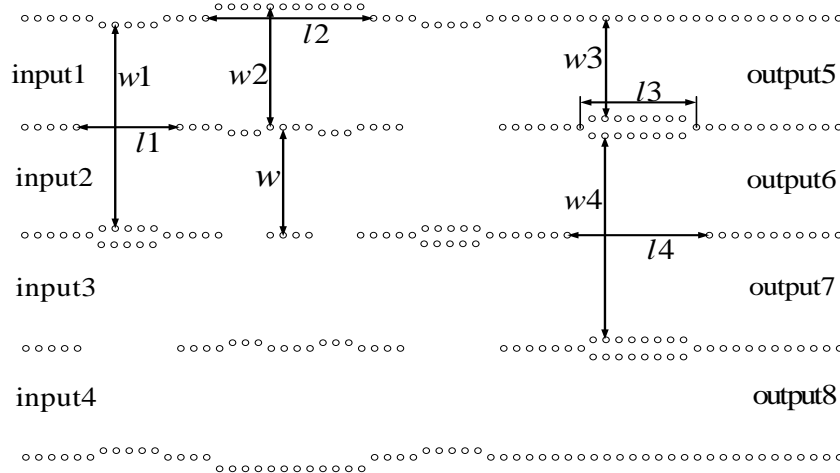 l2
w1
w2
w3
input1
output5
l3
l1
input2
w
w4
output6
l4
input3
output7
input4
output8